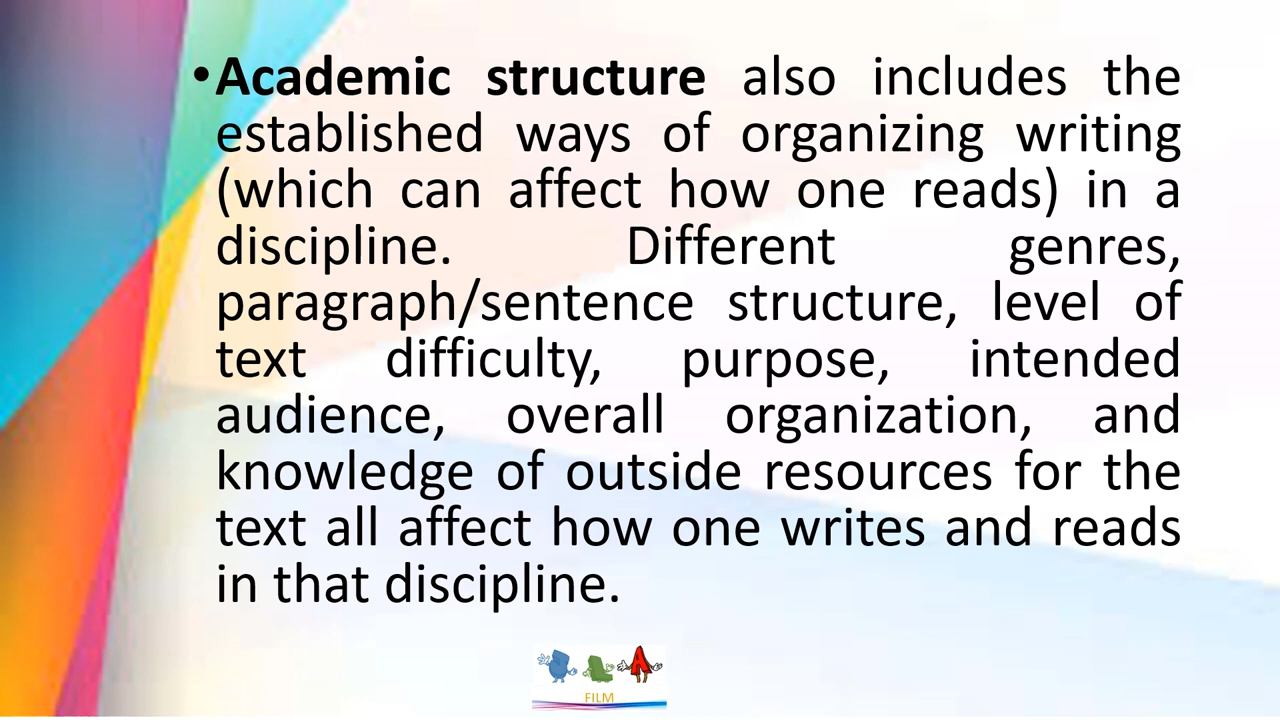 •Academic structure also includes the
established ways of organizing writing
(which can affect how one reads) in a
discipline. Different genres,
paragraph/sentence structure, level of
text difficulty, purpose, intended
audience, overall organization, and
knowledge of outside resources for the
text all affect how one writes and reads
in that discipline.
FILM